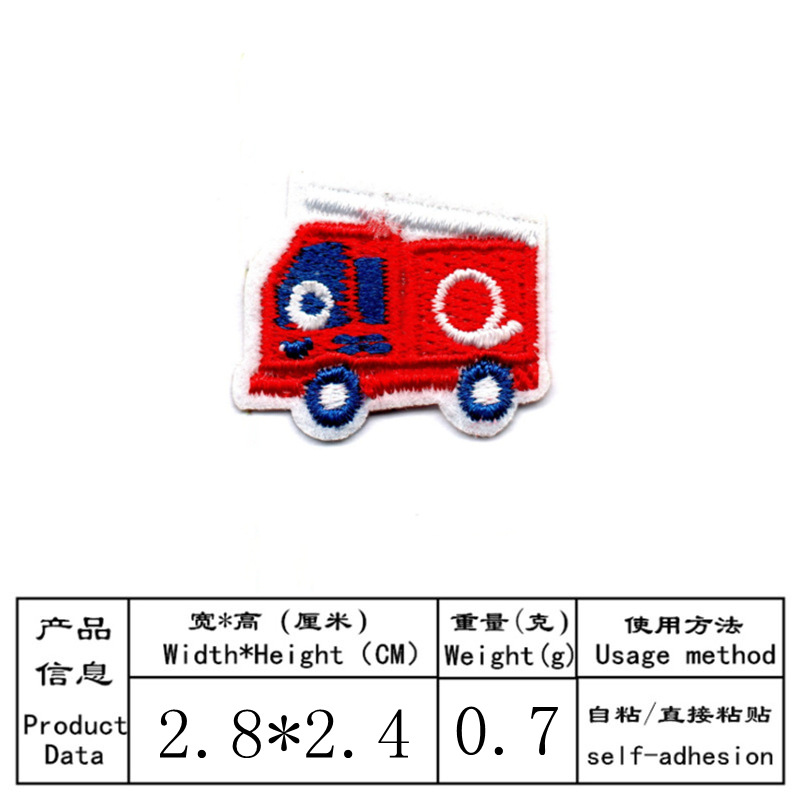 产品
信息
Product
Data
宽*高 (厘米)
Width*Height (CM)
重量(克)
Weight(g)
使用方法
Usage method
2.8*2.4
0.7
自粘/直接粘贴
self-adhesion